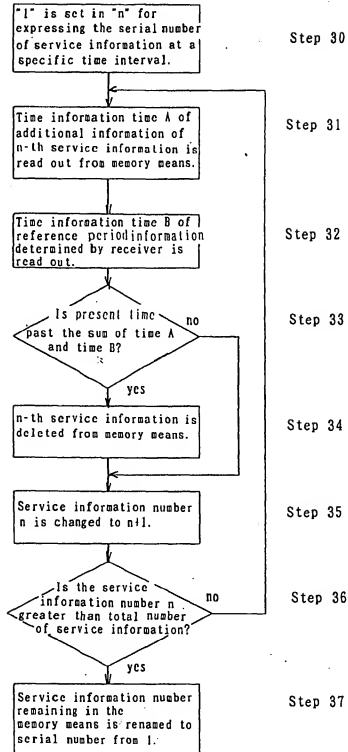 "1" is set in "n" for
expressing the serial number
of service information at a
specific time interval.
Step 30
Time information time A of
additional information of
n-th service information is
read out from memory means.
Step 31
Time information time B of
reference period information
determined by receiver is
read out.
Step 32
Is present time
past the sum of time A
and time B?
no
Step 33
yes
n-th service information is
deleted from memory means.
Step 34
Service information number
n is changed to n+1.
Step 35
Is the service
information number n
greater than total number
of service information?
no
Step 36
yes
Service information number
remaining in the
memory means is renamed to
serial number from 1.
Step 37